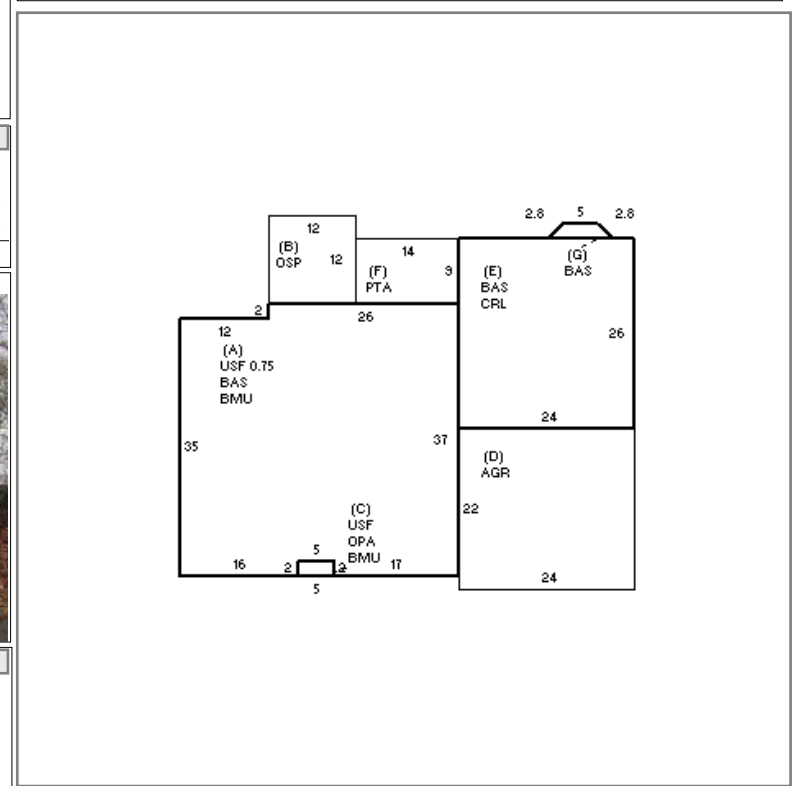 2.8 5 2.8
12
(B)
OSP
12
14
(F)
PTA
9
(E)
BAS
CRL
(G)
BAS
2
26
12
26
(A)
USF 0.75
BAS
BMU
24
35
37
(D)
AGR
22
(C)
USF
OPA
BMU
5
16
2
2
17
5
24